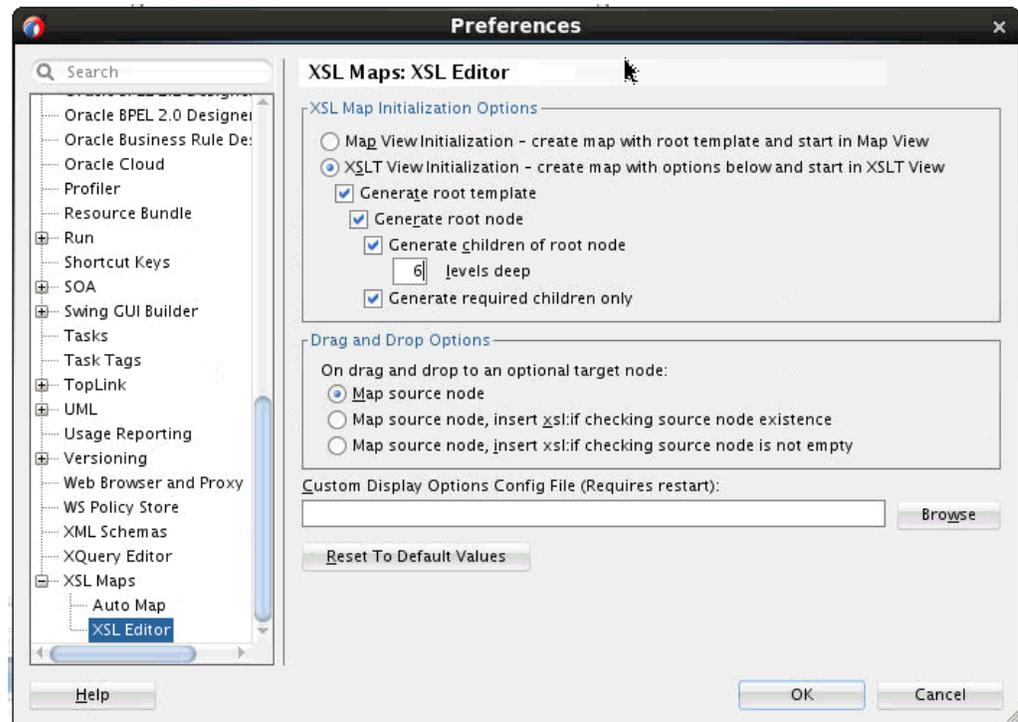 Preferences
Search
Oracle BPEL 2.0 Designer
Oracle Business Rule Des
Oracle Cloud
Profiler
Resource Bundle
Run
Shortcut Keys
SOA
Swing GUI Builder
Tasks
Task Tags
TopLink
UML
Usage Reporting
Versioning
Web Browser and Proxy
WS Policy Store
XML Schemas
XQuery Editor
XSL Maps
Auto Map
XSL Editor
XSL Maps: XSL Editor
XSL Map Initialization Options
Map View Initialization - create map with root template and start in Map View
XSLT View Initialization - create map with options below and start in XSLT View
Generate root template
Generate root node
Generate children of root node
6 levels deep
Generate required children only
Drag and Drop Options
On drag and drop to an optional target node:
Map source node
Map source node, insert xsl:if checking source node existence
Map source node, insert xsl:if checking source node is not empty
Custom Display Options Config File (Requires restart):
Browse
Reset To Default Values
Help
OK
Cancel